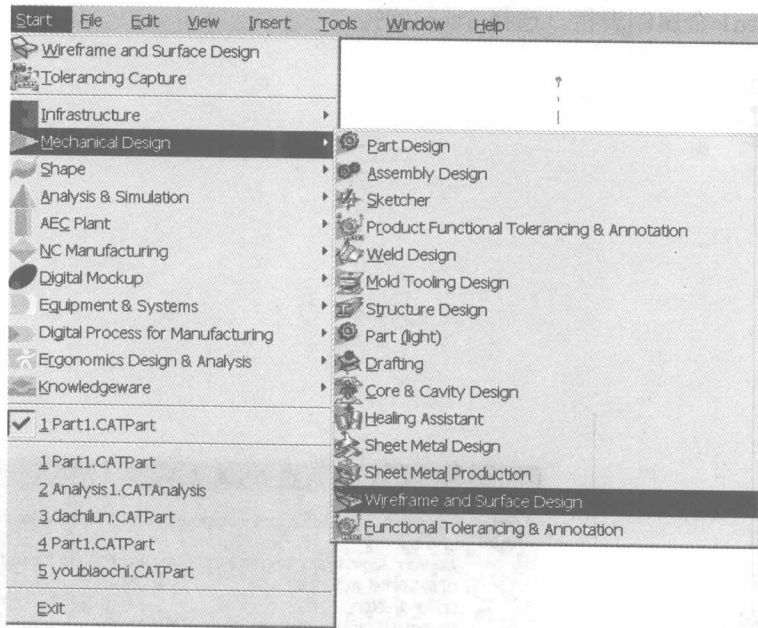 Start File Edit View Insert Tools Window Help
Wireframe and Surface Design
Tolerancing Capture
Infrastructure
Mechanical Design
Shape
Analysis & Simulation
AEC Plant
NC Manufacturing
Digital Mockup
Equipment & Systems
Digital Process for Manufacturing
Ergonomics Design & Analysis
Knowledgeware
1 Part1.CATPart
1 Part1.CATPart
2 Analysis1.CATAnalysis
3 dachilun.CATPart
4 Part1.CATPart
5 youbiaochi.CATPart
Exit
Part Design
Assembly Design
Sketcher
Product Functional Tolerancing & Annotation
Weld Design
Mold Tooling Design
Structure Design
Part (light)
Drafting
Core & Cavity Design
Healing Assistant
Sheet Metal Design
Sheet Metal Production
Wireframe and Surface Design
Functional Tolerancing & Annotation